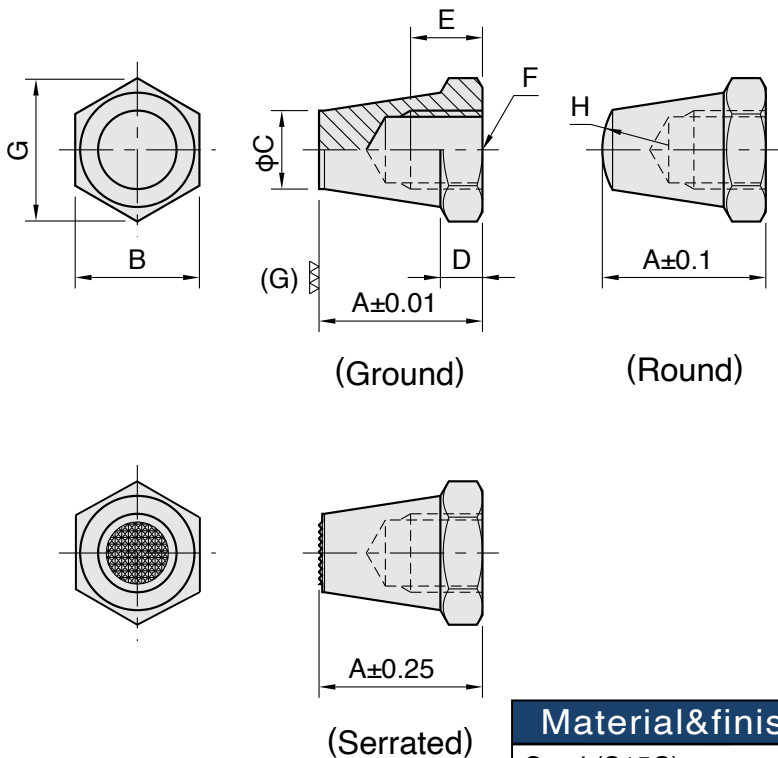 E
F
G
φC
H
B
D
(G)
A±0.01
A±0.1
(Ground)
(Round)
A±0.25
(Serrated)
Material&finis